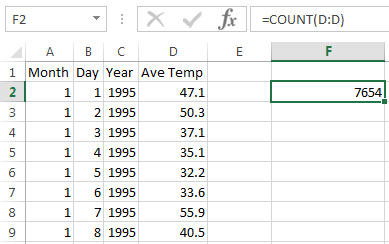 F2 fx =COUNT(D:D)
A B C D E F
1 Month Day Year Ave Temp
2 1 1 1995 47.1 7654
3 1 2 1995 50.3
4 1 3 1995 37.1
5 1 4 1995 35.1
6 1 5 1995 32.2
7 1 6 1995 33.6
8 1 7 1995 55.9
9 1 8 1995 40.5